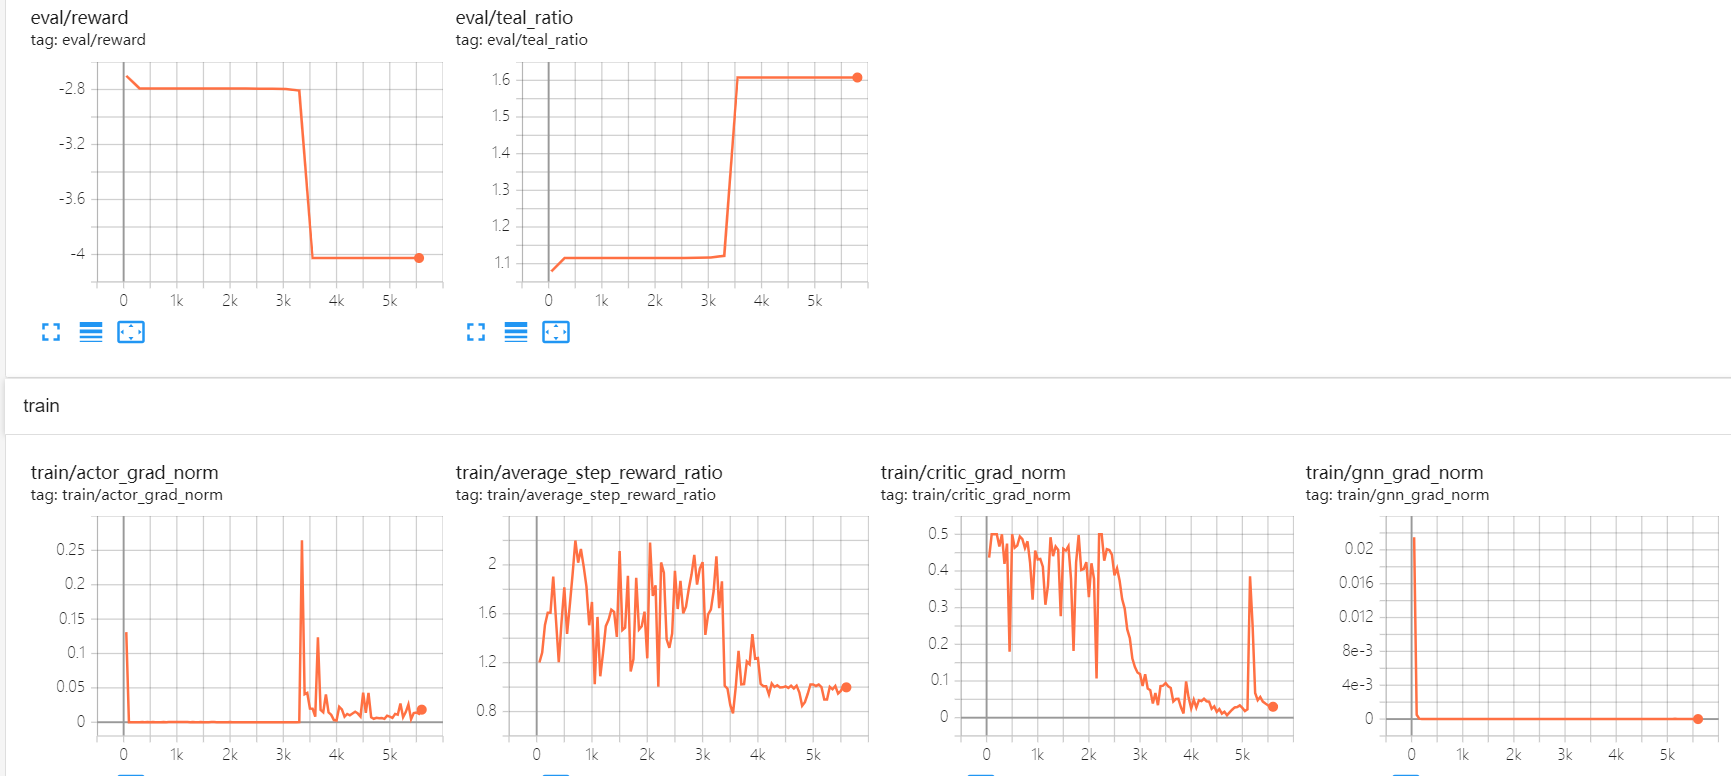 eval/reward
tag: eval/reward
-2.8
-3.2
-3.6
-4
0 1k 2k 3k 4k 5k
eval/teal_ratio
tag: eval/teal_ratio
1.6
1.5
1.4
1.3
1.2
1.1
0 1k 2k 3k 4k 5k
train
train/actor_grad_norm
tag: train/actor_grad_norm
0.25
0.2
0.15
0.1
0.05
0
0 1k 2k 3k 4k 5k
train/average_step_reward_ratio
tag: train/average_step_reward_ratio
2
1.6
1.2
0.8
0 1k 2k 3k 4k 5k
train/critic_grad_norm
tag: train/critic_grad_norm
0.5
0.4
0.3
0.2
0.1
0
0 1k 2k 3k 4k 5k
train/gnn_grad_norm
tag: train/gnn_grad_norm
0.02
0.016
0.012
8e-3
4e-3
0
0 1k 2k 3k 4k 5k